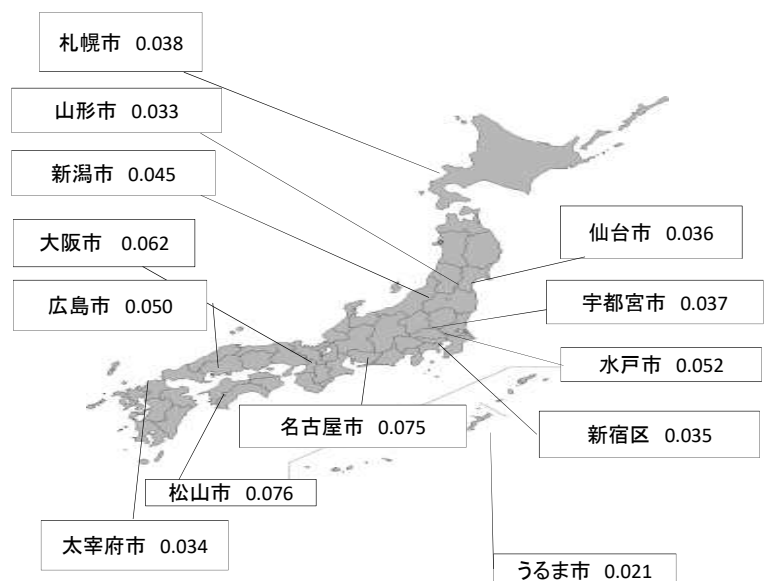 札幌市 0.038
山形市 0.033
新潟市 0.045
大阪市 0.062
仙台市 0.036
広島市 0.050
宇都宮市 0.037
水戸市 0.052
名古屋市 0.075
新宿区 0.035
松山市 0.076
太宰府市 0.034
うるま市 0.021